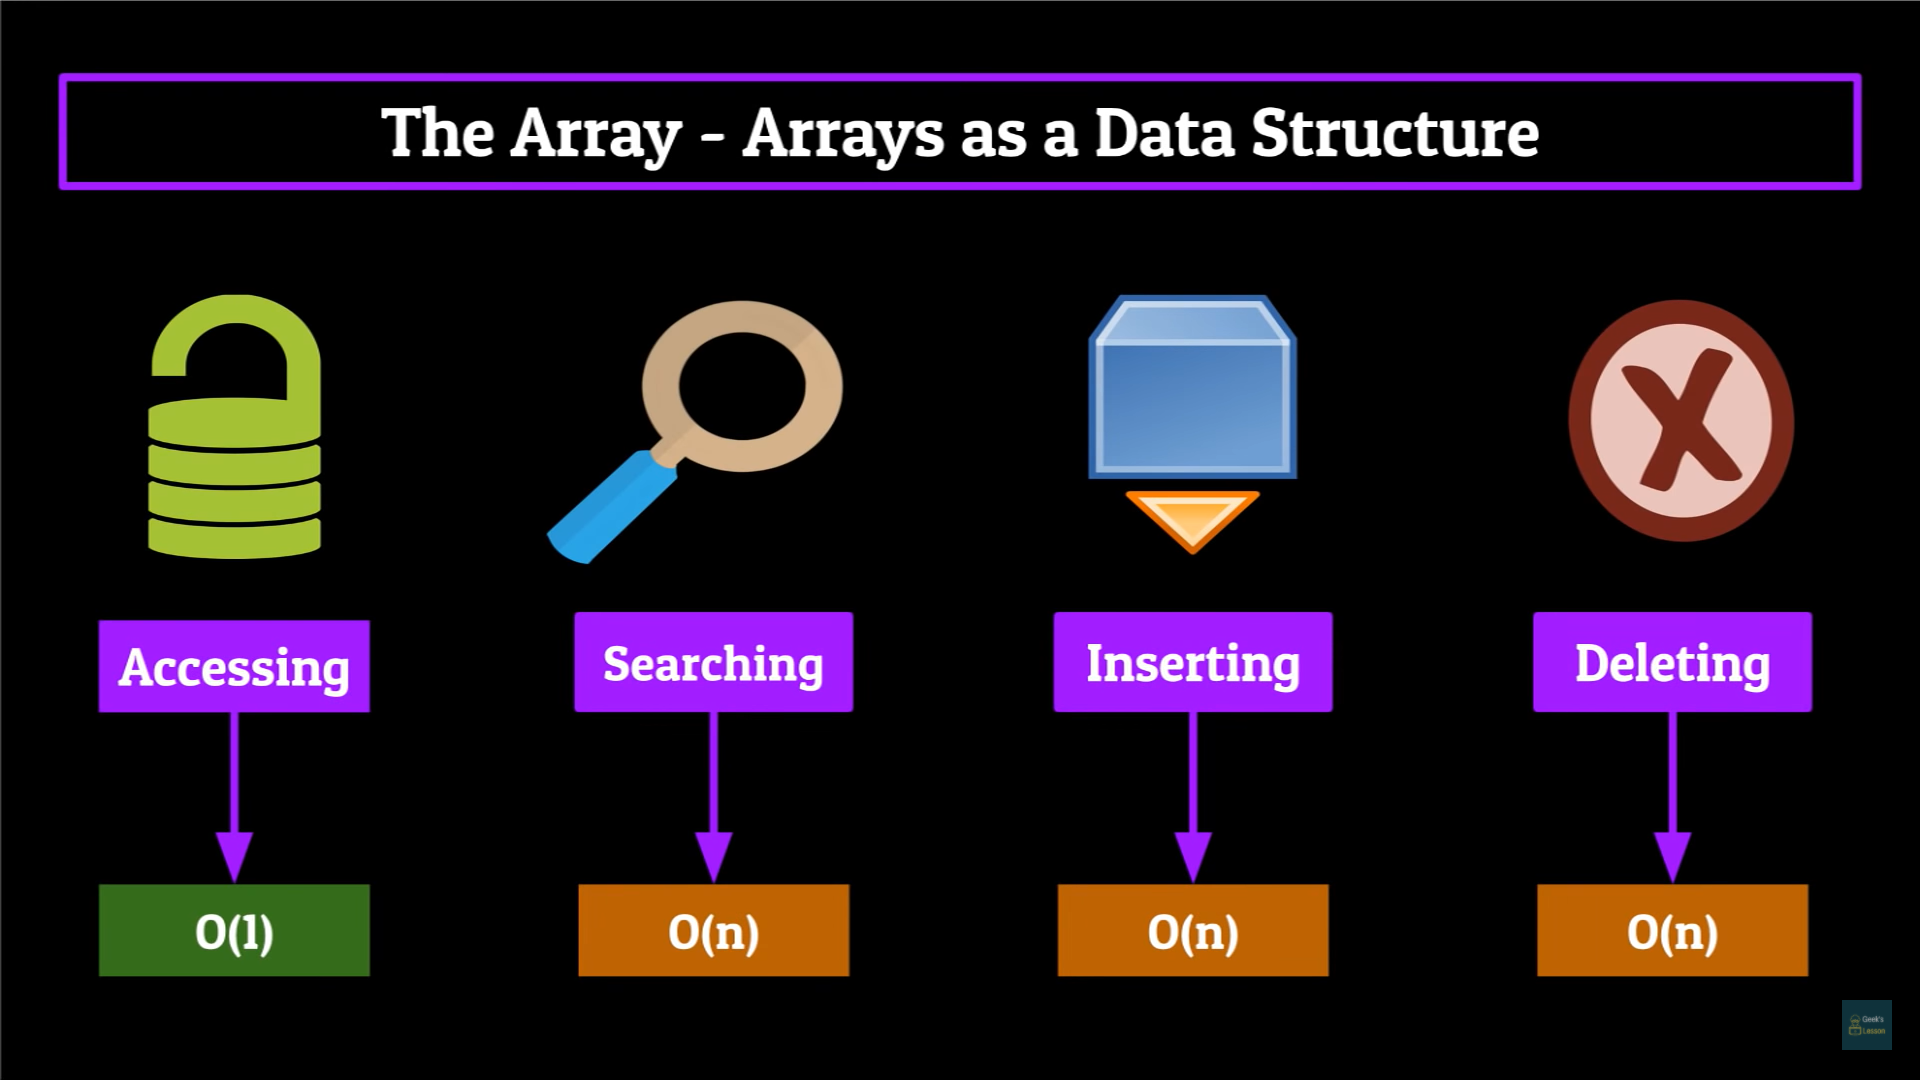 The Array - Arrays as a Data Structure
Accessing
Searching
Inserting
Deleting
O(1)
O(n)
O(n)
O(n)
Geek's
Lesson